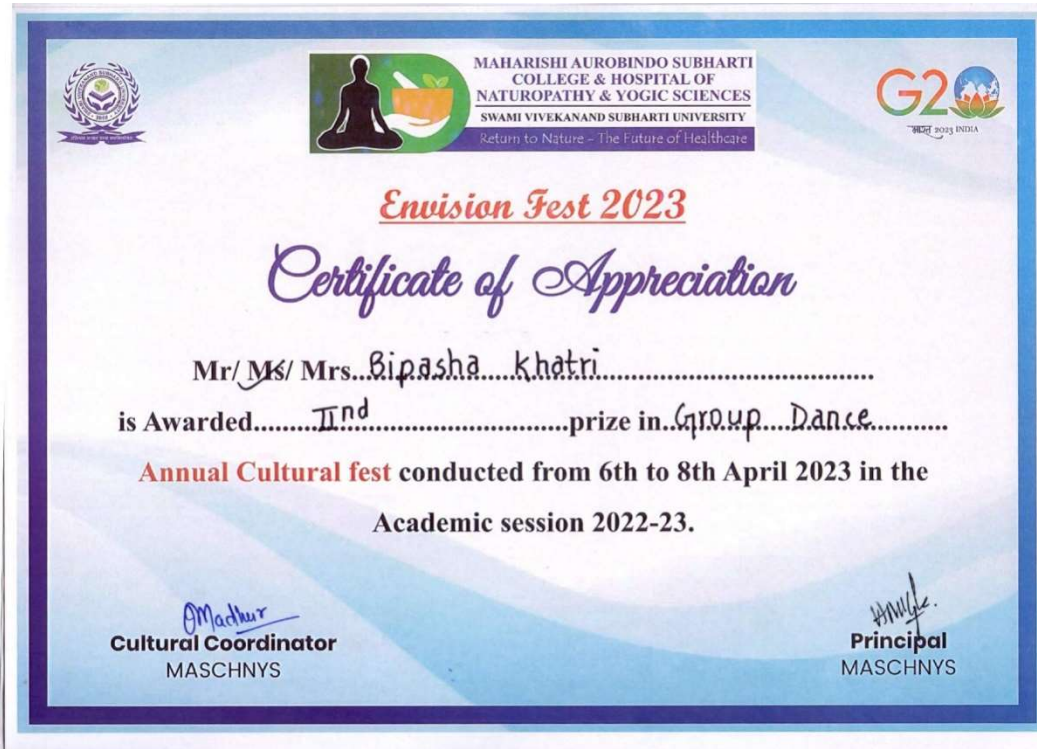 MAHARISHI AUROBINDO SUBHARTI
COLLEGE & HOSPITAL OF
NATUROPATHY & YOGIC SCIENCES
SWAMI VIVEKANAND SUBHARTI UNIVERSITY
Return to Nature - The Future of Healthcare
G20
भारत 2023 INDIA
Envision Fest 2023
Certificate of Appreciation
Mr/ Ms/ Mrs...Bipasha Khatri...
is Awarded...IInd...prize in..Group Dance...
Annual Cultural fest conducted from 6th to 8th April 2023 in the
Academic session 2022-23.
Madhur
Cultural Coordinator
MASCHNYS
Principal
MASCHNYS